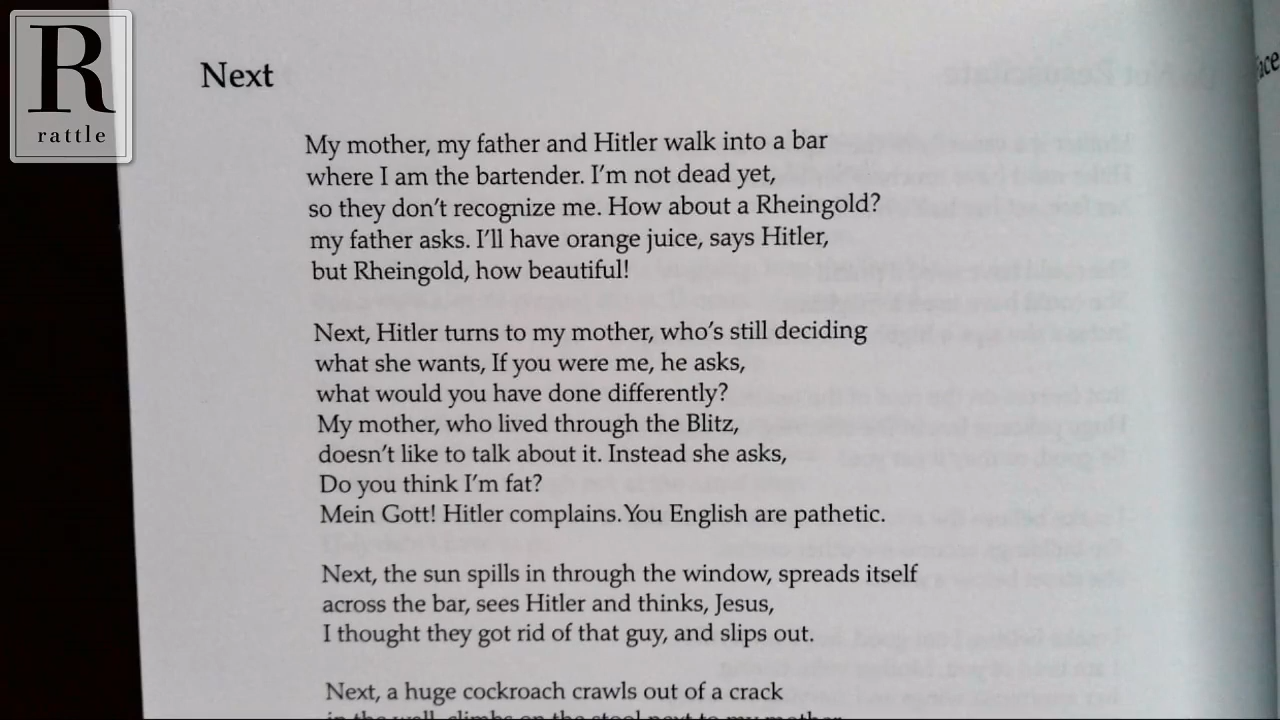 R
rattle
Next
My mother, my father and Hitler walk into a bar
where I am the bartender. I'm not dead yet,
so they don't recognize me. How about a Rheingold?
my father asks. I'll have orange juice, says Hitler,
but Rheingold, how beautiful!
Next, Hitler turns to my mother, who's still deciding
what she wants, If you were me, he asks,
what would you have done differently?
My mother, who lived through the Blitz,
doesn't like to talk about it. Instead she asks,
Do you think I'm fat?
Mein Gott! Hitler complains. You English are pathetic.
Next, the sun spills in through the window, spreads itself
across the bar, sees Hitler and thinks, Jesus,
I thought they got rid of that guy, and slips out.
Next, a huge cockroach crawls out of a crack
in the wall, climbs on the stool next to my mother